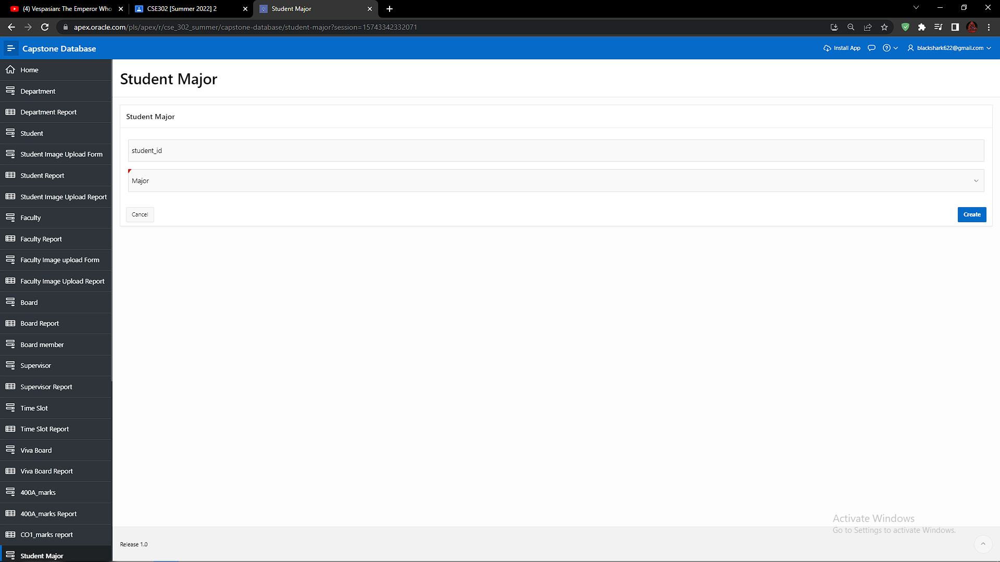 (4) Vespasian: The Emperor Who
CSE302 [Summer 2022] 2
Student Major
apex.oracle.com/pls/apex/r/cse_302_summer/capstone-database/student-major?session=15743342332071
Capstone Database
Install App
blackshark622@gmail.com
Home
Department
Department Report
Student
Student Image Upload Form
Student Report
Student Image Upload Report
Faculty
Faculty Report
Faculty Image upload Form
Faculty Image Upload Report
Board
Board Report
Board member
Supervisor
Supervisor Report
Time Slot
Time Slot Report
Viva Board
Viva Board Report
400A_marks
400A_marks Report
CO1_marks report
Student Major
Student Major
Student Major
student_id
Major
Cancel
Create
Activate Windows
Go to Settings to activate Windows.
Release 1.0